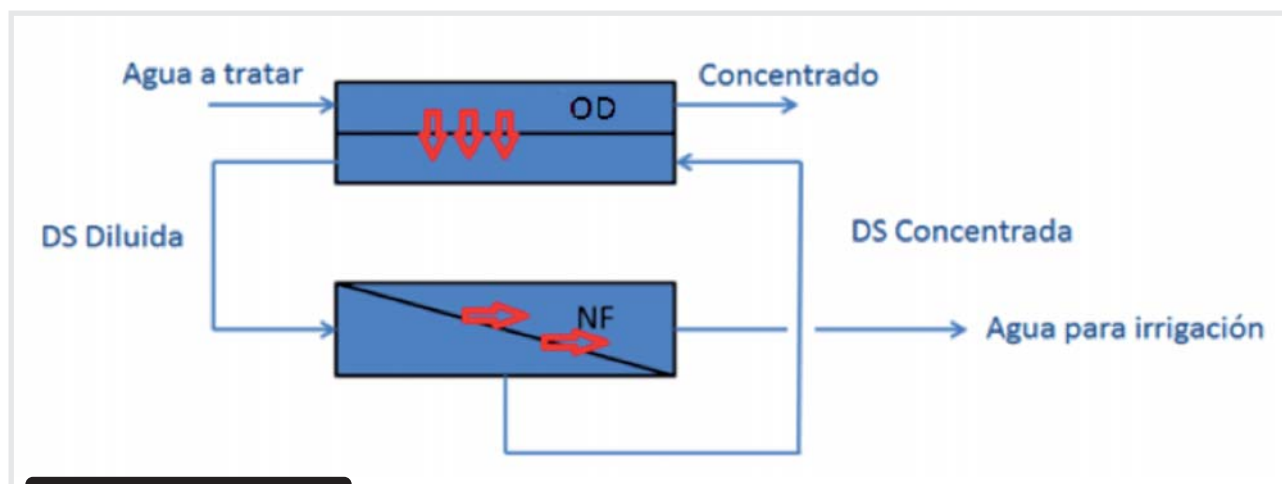 Agua a tratar
Concentrado
OD
DS Diluida
DS Concentrada
NF
Agua para irrigación